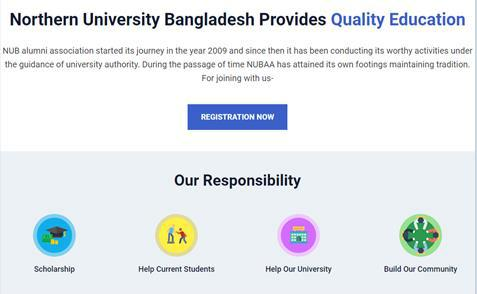 Northern University Bangladesh Provides Quality Education
NUB alumni association started its journey in the year 2009 and since then it has been conducting its worthy activities under
the guidance of university authority. During the passage of time NUBAA has attained its own footings maintaining tradition.
For joining with us-
REGISTRATION NOW
Our Responsibility
Scholarship
Help Current Students
Help Our University
Build Our Community